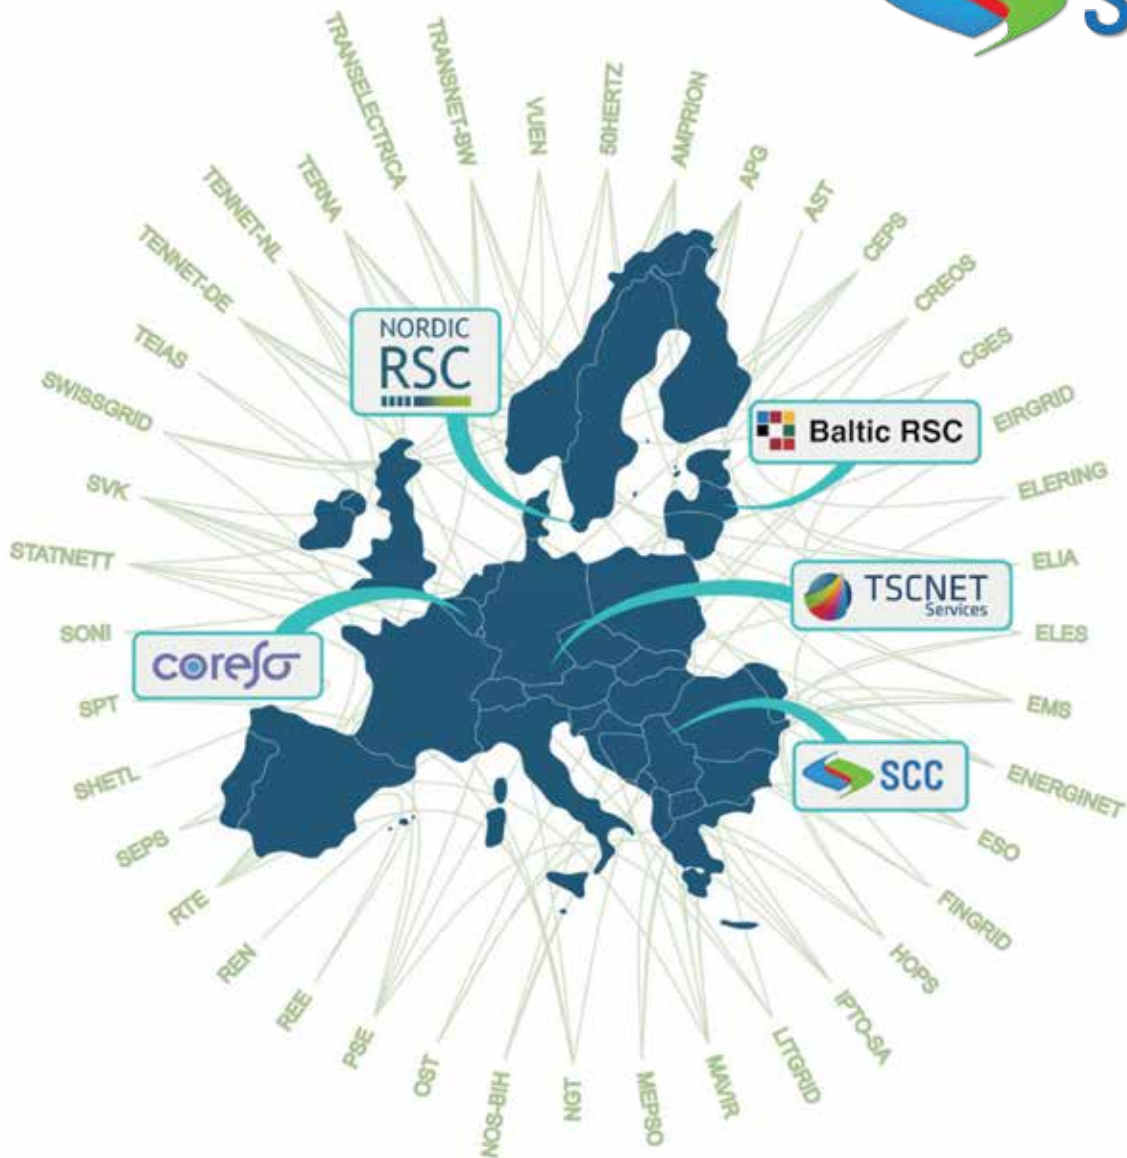 S
TRANSELECTRICA
TRANSNET-BW
VUEN
50HERTZ
AMPRION
APG
AST
CEPS
CREOS
CGES
EIRGRID
ELERING
ELIA
ELES
EMS
ENERGINET
ESO
FINGRID
HOPS
IPTO-SA
LITGRID
MAVIR
MEPSO
NGT
NOS-BIH
OST
PSE
REE
REN
RTE
SEPS
SHETL
SPT
SONI
STATNETT
SVK
SWISSGRID
TEIAS
TENNET-DE
TENNET-NL
TERNA
NORDIC
RSC
Baltic RSC
TSCNET
Services
coreso
SCC